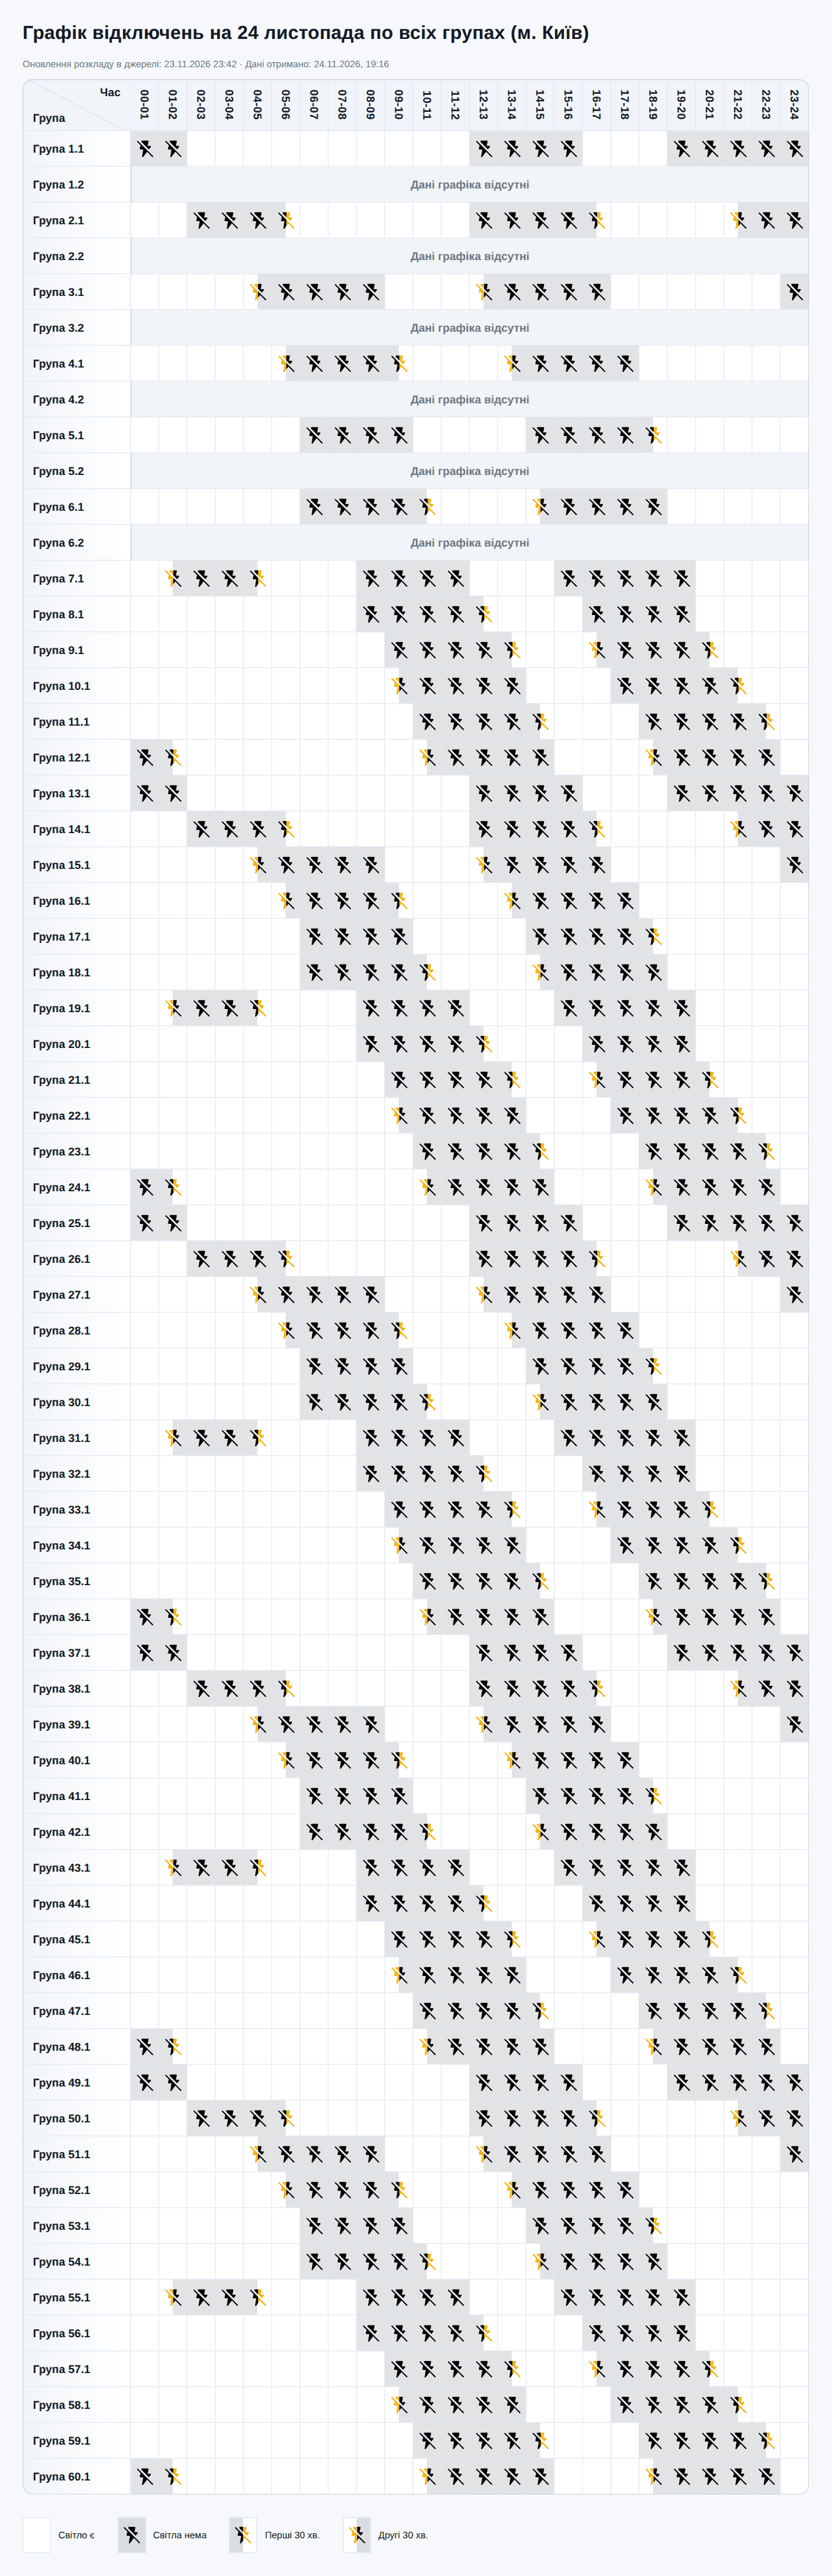 Графік відключень на 24 листопада по всіх групах (м. Київ)
Оновлення розкладу в джерелі: 23.11.2026 23:42 · Дані отримано: 24.11.2026, 19:16
Час
Група
00-01
01-02
02-03
03-04
04-05
05-06
06-07
07-08
08-09
09-10
10-11
11-12
12-13
13-14
14-15
15-16
16-17
17-18
18-19
19-20
20-21
21-22
22-23
23-24
Група 1.1
Група 1.2
Дані графіка відсутні
Група 2.1
Група 2.2
Дані графіка відсутні
Група 3.1
Група 3.2
Дані графіка відсутні
Група 4.1
Група 4.2
Дані графіка відсутні
Група 5.1
Група 5.2
Дані графіка відсутні
Група 6.1
Група 6.2
Дані графіка відсутні
Група 7.1
Група 8.1
Група 9.1
Група 10.1
Група 11.1
Група 12.1
Група 13.1
Група 14.1
Група 15.1
Група 16.1
Група 17.1
Група 18.1
Група 19.1
Група 20.1
Група 21.1
Група 22.1
Група 23.1
Група 24.1
Група 25.1
Група 26.1
Група 27.1
Група 28.1
Група 29.1
Група 30.1
Група 31.1
Група 32.1
Група 33.1
Група 34.1
Група 35.1
Група 36.1
Група 37.1
Група 38.1
Група 39.1
Група 40.1
Група 41.1
Група 42.1
Група 43.1
Група 44.1
Група 45.1
Група 46.1
Група 47.1
Група 48.1
Група 49.1
Група 50.1
Група 51.1
Група 52.1
Група 53.1
Група 54.1
Група 55.1
Група 56.1
Група 57.1
Група 58.1
Група 59.1
Група 60.1
Світло є
Світла нема
Перші 30 хв.
Другі 30 хв.